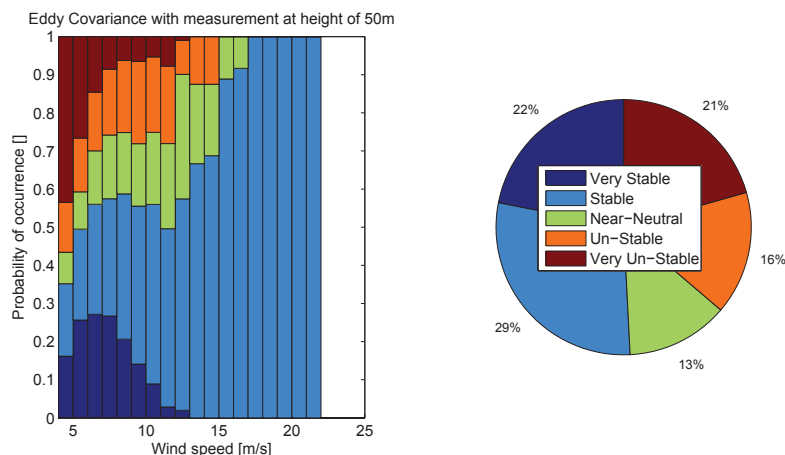 Eddy Covariance with measurement at height of 50m
Probability of occurrence []
1
0.9
0.8
0.7
0.6
0.5
0.4
0.3
0.2
0.1
0
5
10
15
20
25
Wind speed [m/s]
22%
21%
Very Stable
Stable
Near−Neutral
Un−Stable
Very Un−Stable
16%
29%
13%